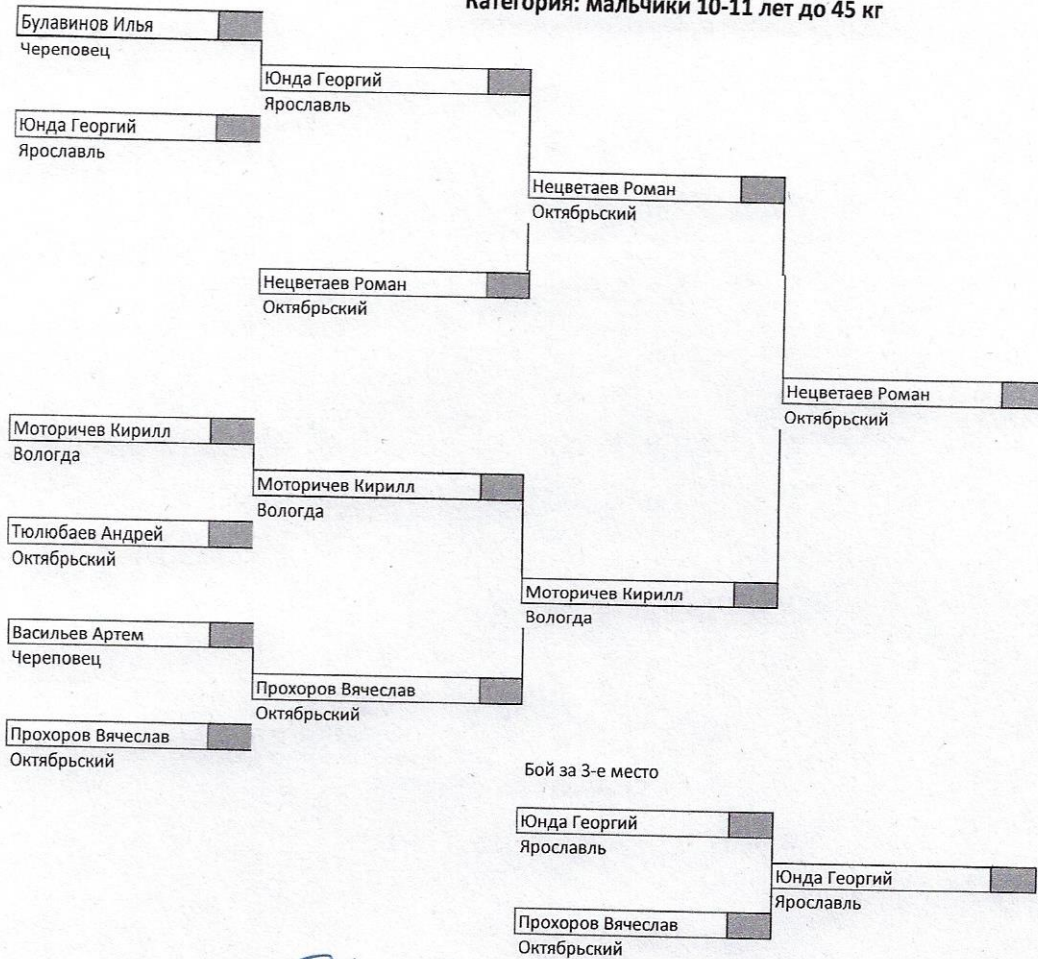 Категория: мальчики 10-11 лет до 45 кг
Булавинов Илья
Череповец
Юнда Георгий
Ярославль
Юнда Георгий
Ярославль
Нецветаев Роман
Октябрьский
Нецветаев Роман
Октябрьский
Нецветаев Роман
Октябрьский
Моторичев Кирилл
Вологда
Моторичев Кирилл
Вологда
Тюлюбаев Андрей
Октябрьский
Моторичев Кирилл
Вологда
Васильев Артем
Череповец
Прохоров Вячеслав
Октябрьский
Прохоров Вячеслав
Октябрьский
Бой за 3-е место
Юнда Георгий
Ярославль
Юнда Георгий
Ярославль
Прохоров Вячеслав
Октябрьский